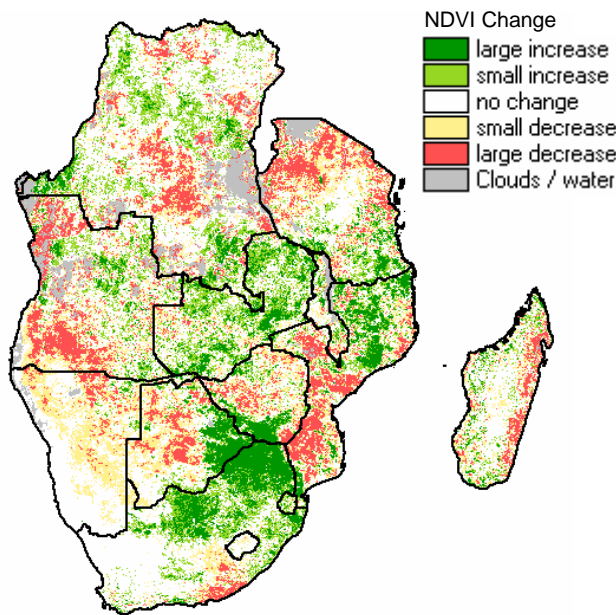 NDVI Change
large increase
small increase
no change
small decrease
large decrease
Clouds / water